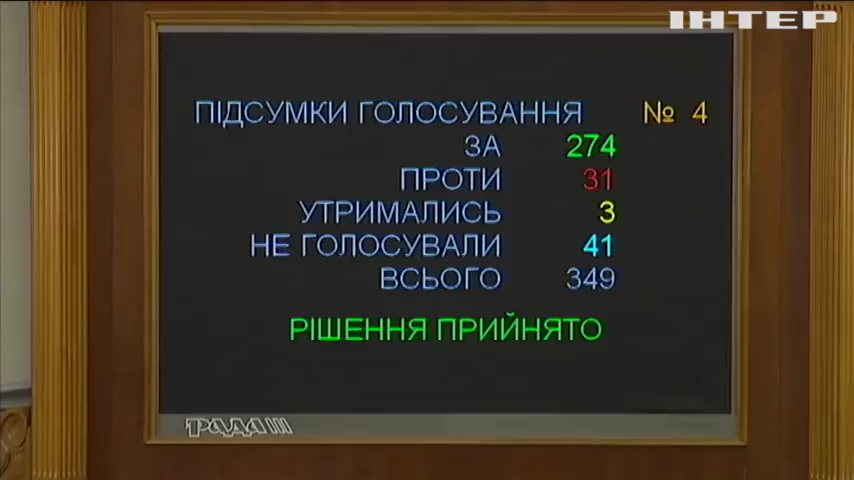 ІНТЕР
ПІДСУМКИ ГОЛОСУВАННЯ № 4
ЗА 274
ПРОТИ 31
УТРИМАЛИСЬ 3
НЕ ГОЛОСУВАЛИ 41
ВСЬОГО 349
РІШЕННЯ ПРИЙНЯТО
РАДА